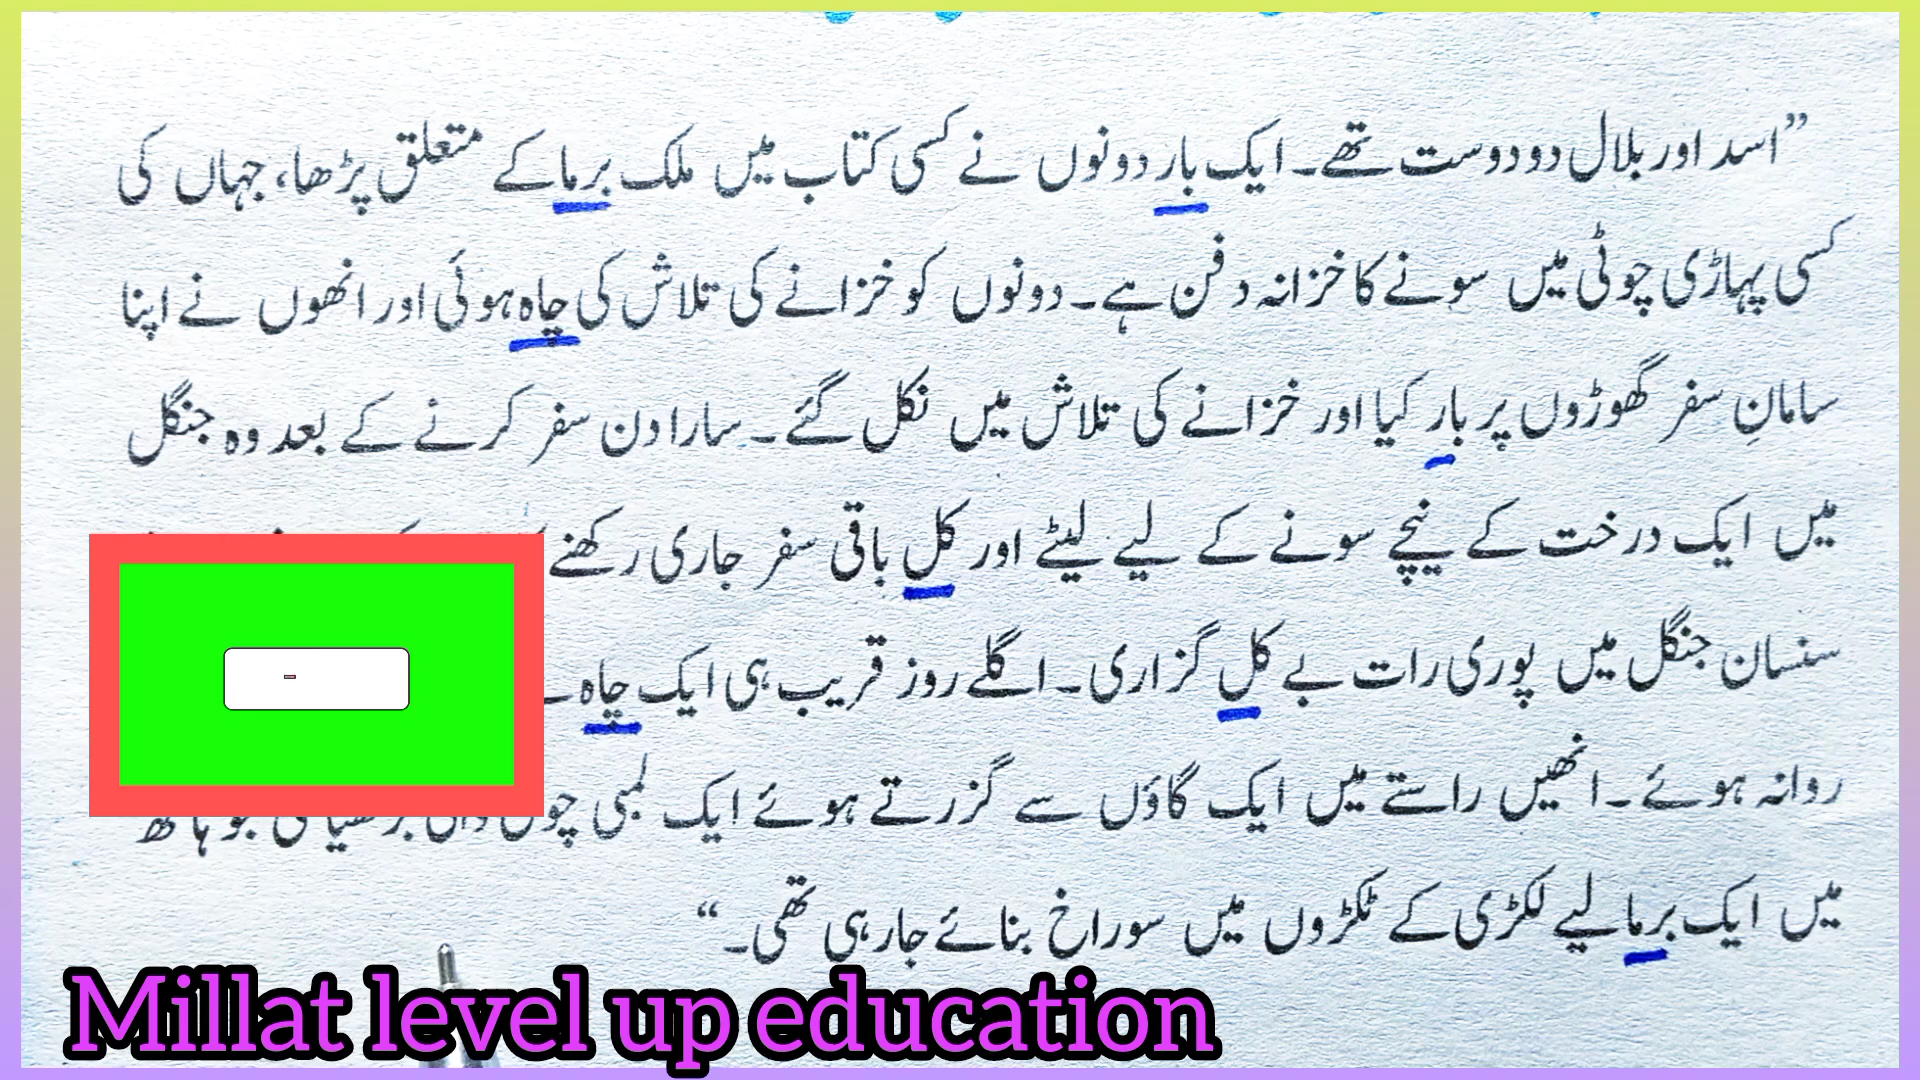 ”اسد اور بلال دو دوست تھے۔ ایک بار دونوں نے کسی کتاب میں ملک برما کے متعلق پڑھا، جہاں کی
کسی پہاڑی چوٹی میں سونے کا خزانہ دفن ہے۔ دونوں کو خزانے کی تلاش کی چاہ ہوئی اور انھوں نے اپنا
سامانِ سفر گھوڑوں پر بار کیا اور خزانے کی تلاش میں نکل گئے۔ سارا دن سفر کرنے کے بعد وہ جنگل
میں ایک درخت کے نیچے سونے کے لیے لیٹے اور کل باقی سفر جاری رکھنے
سنسان جنگل میں پوری رات بے کل گزاری۔ اگلے روز قریب ہی ایک چاہ
روانہ ہوئے۔ انھیں راستے میں ایک گاؤں سے گزرتے ہوئے ایک لمبی
میں ایک برما لیے لکڑی کے ٹکڑوں میں سوراخ بنائے جا رہی تھی۔“
Millat level up education